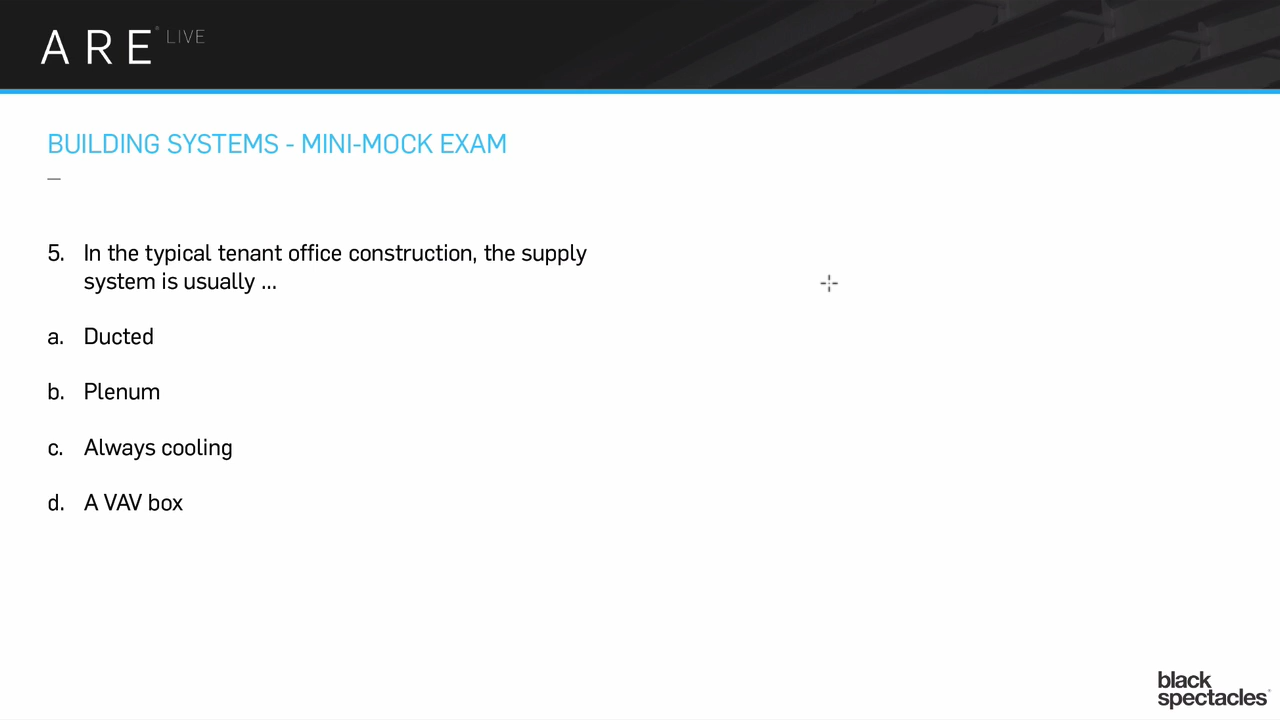 ARE® LIVE
BUILDING SYSTEMS - MINI-MOCK EXAM
—
5. In the typical tenant office construction, the supply
system is usually ...
a. Ducted
b. Plenum
c. Always cooling
d. A VAV box
black
spectacles®